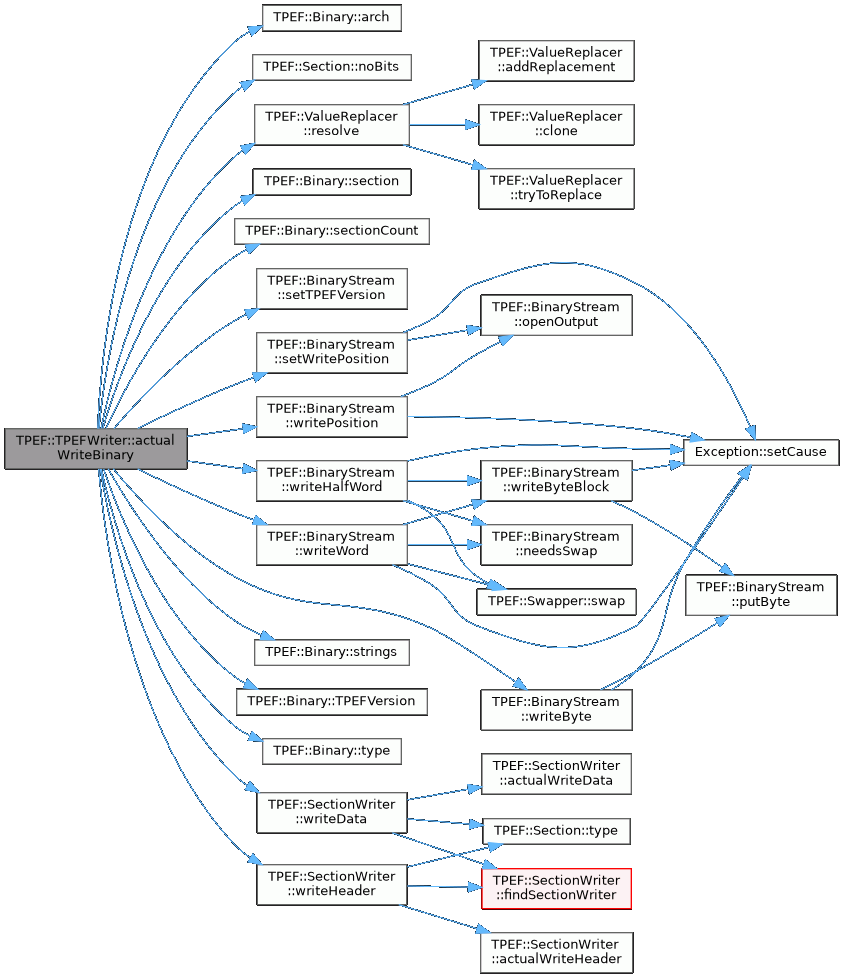 TPEF::Binary::arch
TPEF::Section::noBits
TPEF::ValueReplacer
::addReplacement
TPEF::ValueReplacer
::resolve
TPEF::ValueReplacer
::clone
TPEF::Binary::section
TPEF::ValueReplacer
::tryToReplace
TPEF::Binary::sectionCount
TPEF::BinaryStream
::setTPEFVersion
TPEF::BinaryStream
::openOutput
TPEF::BinaryStream
::setWritePosition
TPEF::BinaryStream
::writePosition
TPEF::TPEFWriter::actual
WriteBinary
Exception::setCause
TPEF::BinaryStream
::writeHalfWord
TPEF::BinaryStream
::writeByteBlock
TPEF::BinaryStream
::writeWord
TPEF::BinaryStream
::needsSwap
TPEF::Swapper::swap
TPEF::BinaryStream
::putByte
TPEF::Binary::strings
TPEF::Binary::TPEFVersion
TPEF::BinaryStream
::writeByte
TPEF::Binary::type
TPEF::SectionWriter
::actualWriteData
TPEF::SectionWriter
::writeData
TPEF::Section::type
TPEF::SectionWriter
::writeHeader
TPEF::SectionWriter
::findSectionWriter
TPEF::SectionWriter
::actualWriteHeader